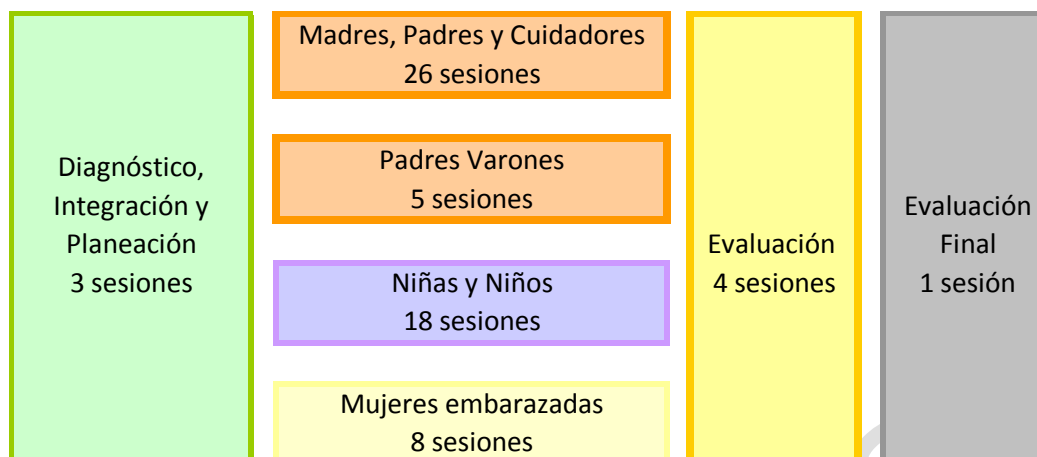 Diagnóstico,
Integración y
Planeación
3 sesiones
Madres, Padres y Cuidadores
26 sesiones
Padres Varones
5 sesiones
Niñas y Niños
18 sesiones
Mujeres embarazadas
8 sesiones
Evaluación
4 sesiones
Evaluación
Final
1 sesión